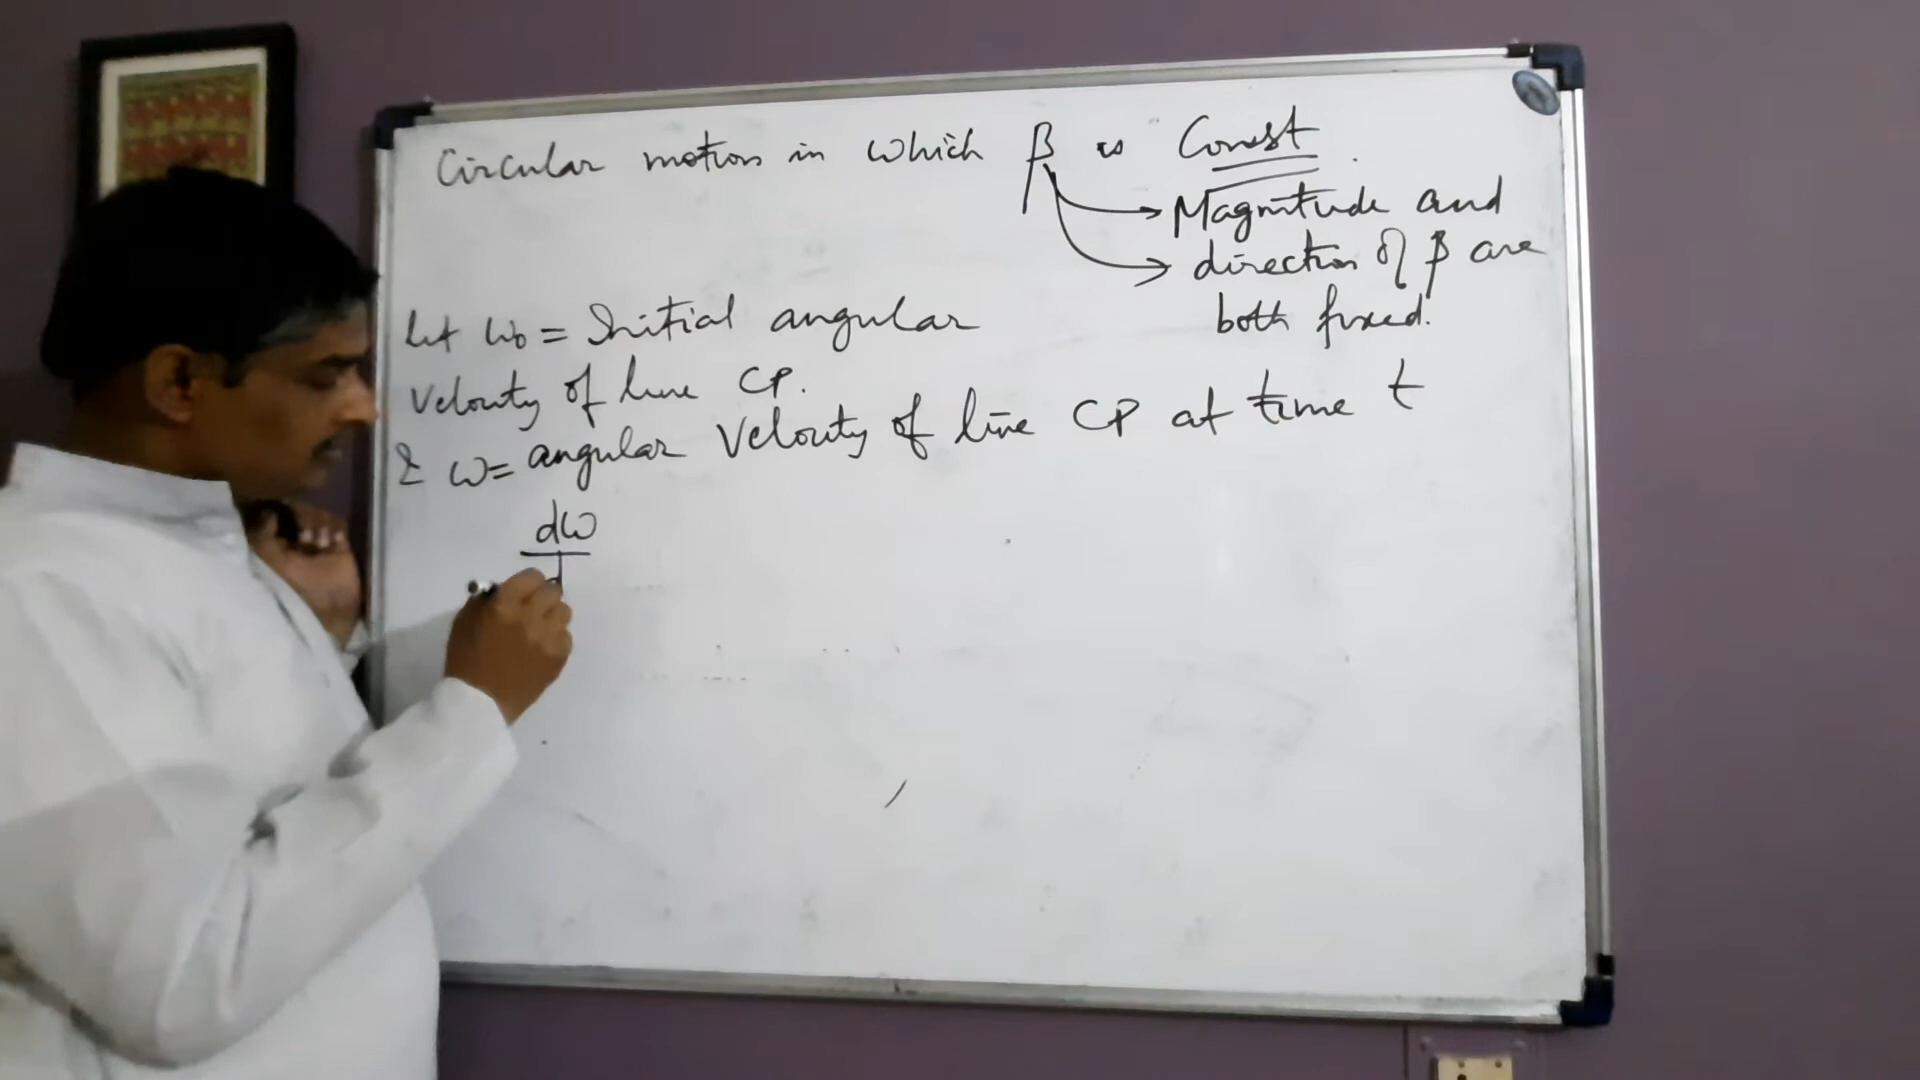 Circular motion in which β is Const.
Magnitude and
direction of β are
both fixed.
Let ω₀ = Initial angular
Velocity of line CP.
& ω = angular Velocity of line CP at time t
dω
d